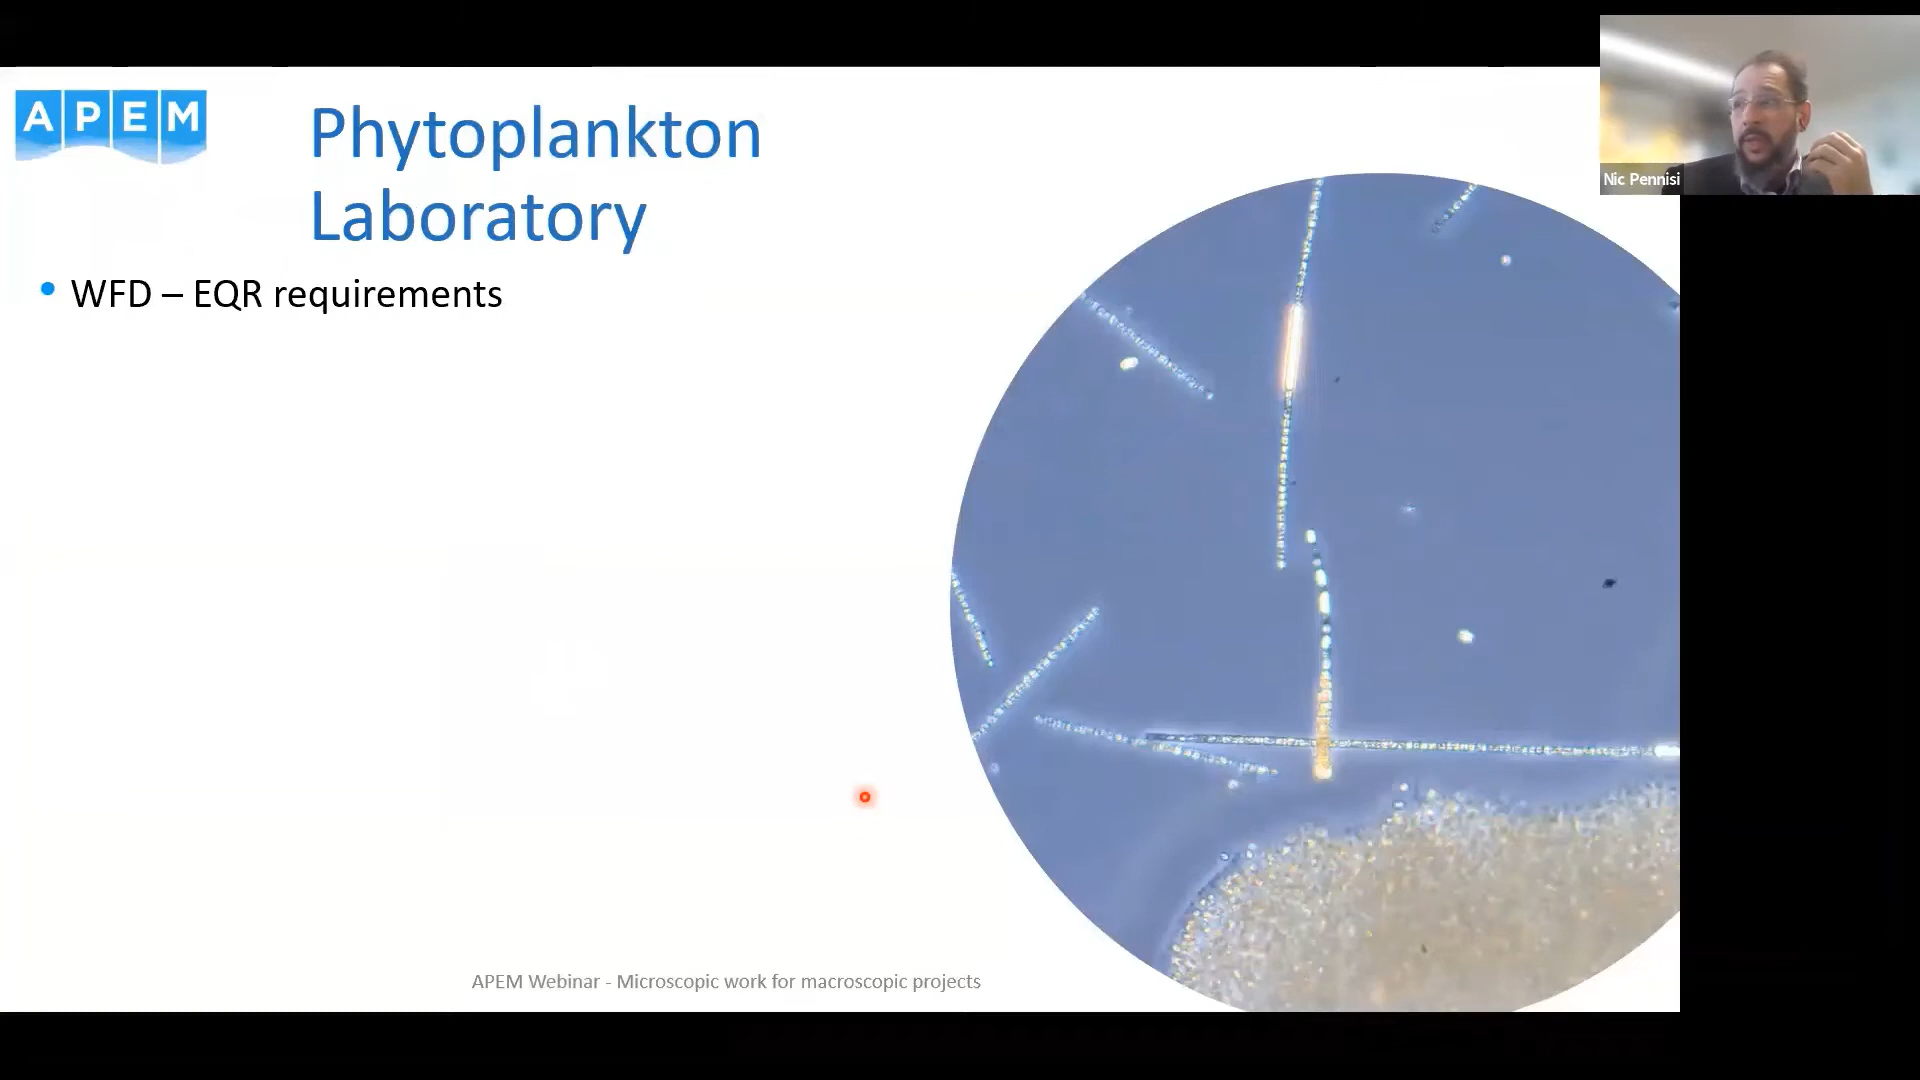 APEM
Phytoplankton
Laboratory
• WFD – EQR requirements
APEM Webinar - Microscopic work for macroscopic projects
Nic Pennisi